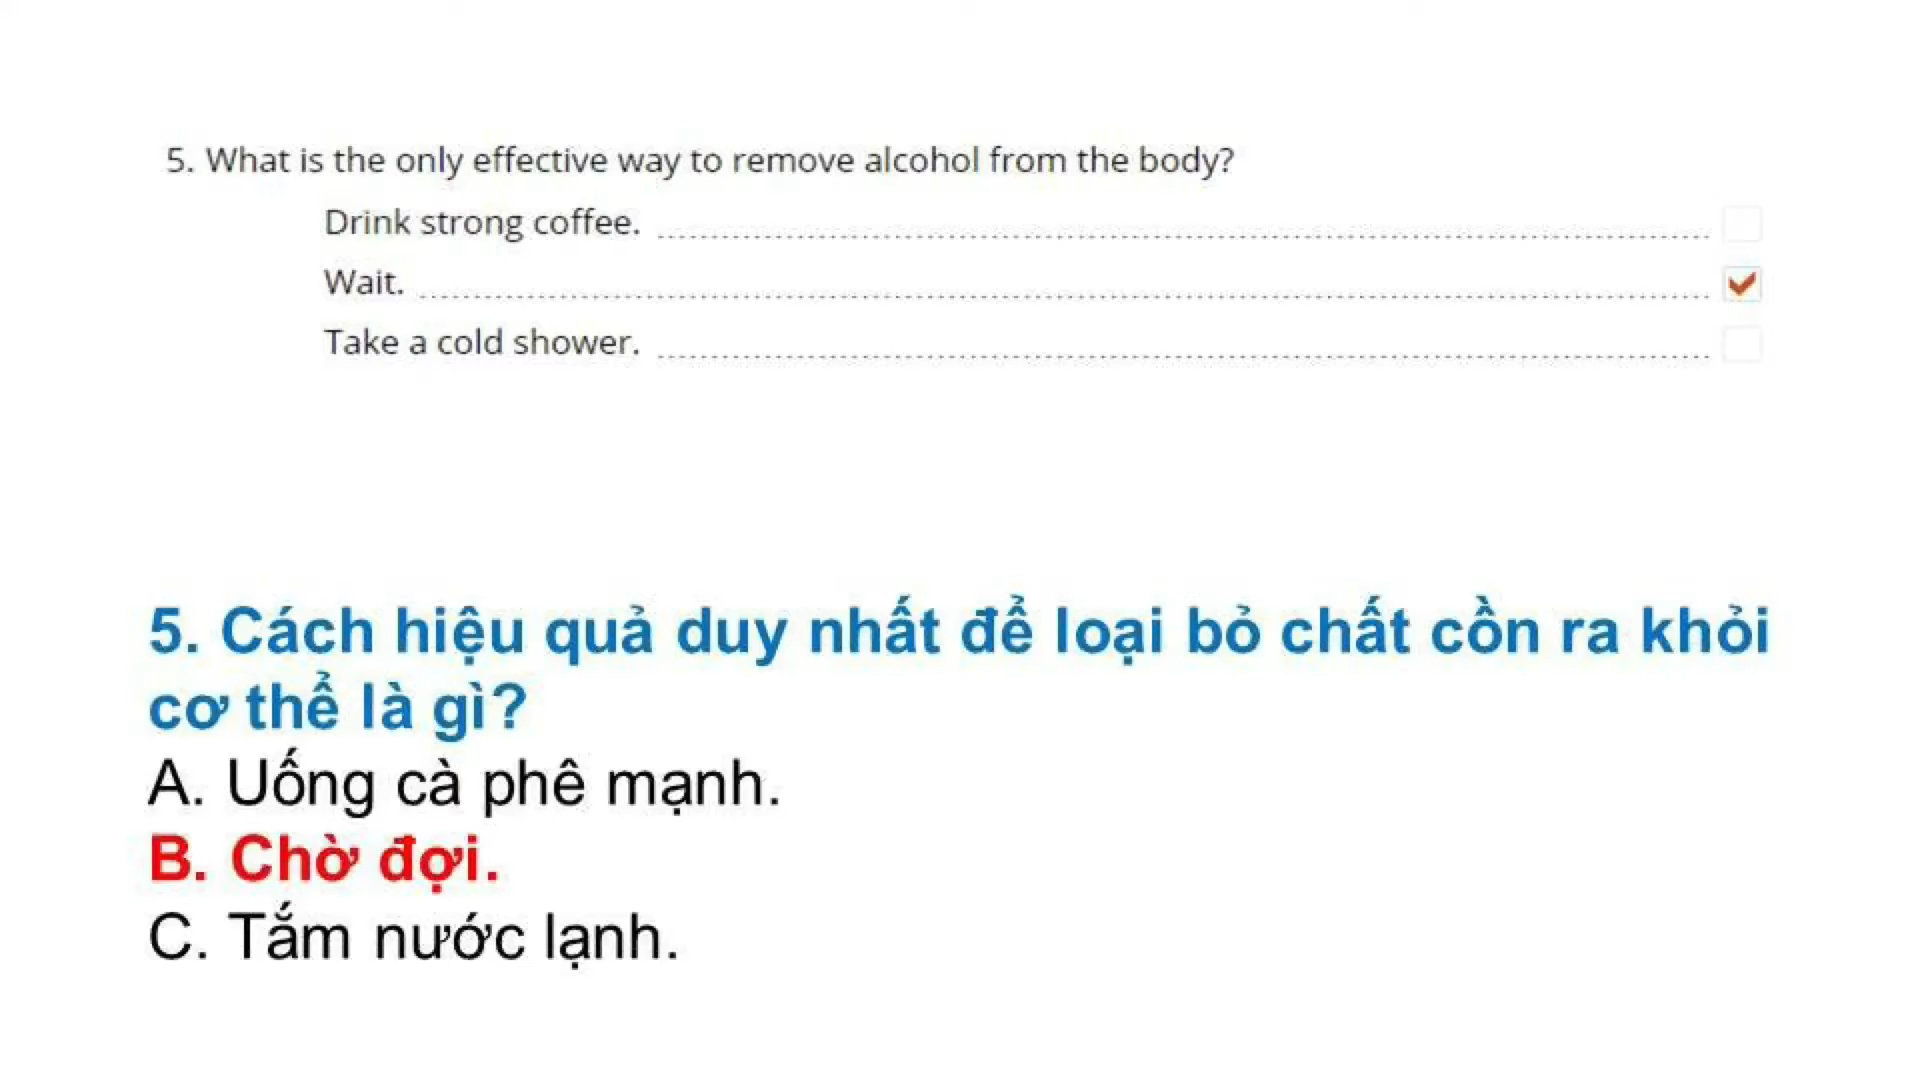 5. What is the only effective way to remove alcohol from the body?
Drink strong coffee.
Wait.
Take a cold shower.
5. Cách hiệu quả duy nhất để loại bỏ chất cồn ra khỏi
cơ thể là gì?
A. Uống cà phê mạnh.
B. Chờ đợi.
C. Tắm nước lạnh.